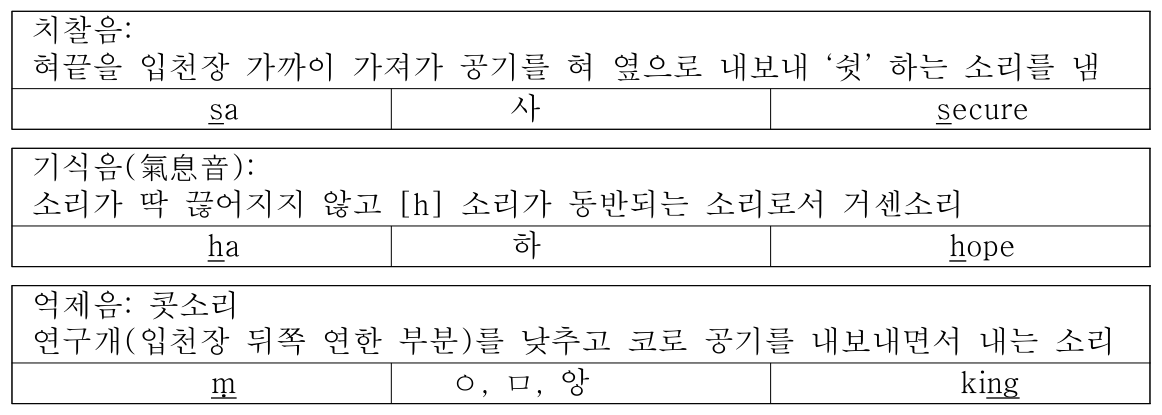 치찰음:
혀끝을 입천장 가까이 가져가 공기를 혀 옆으로 내보내 ‘쉿’ 하는 소리를 냄
sa 사 secure
기식음(氣息音):
소리가 딱 끊어지지 않고 [h] 소리가 동반되는 소리로서 거센소리
ha 하 hope
억제음: 콧소리
연구개(입천장 뒤쪽 연한 부분)를 낮추고 코로 공기를 내보내면서 내는 소리
ṃ ㅇ, ㅁ, 앙 king